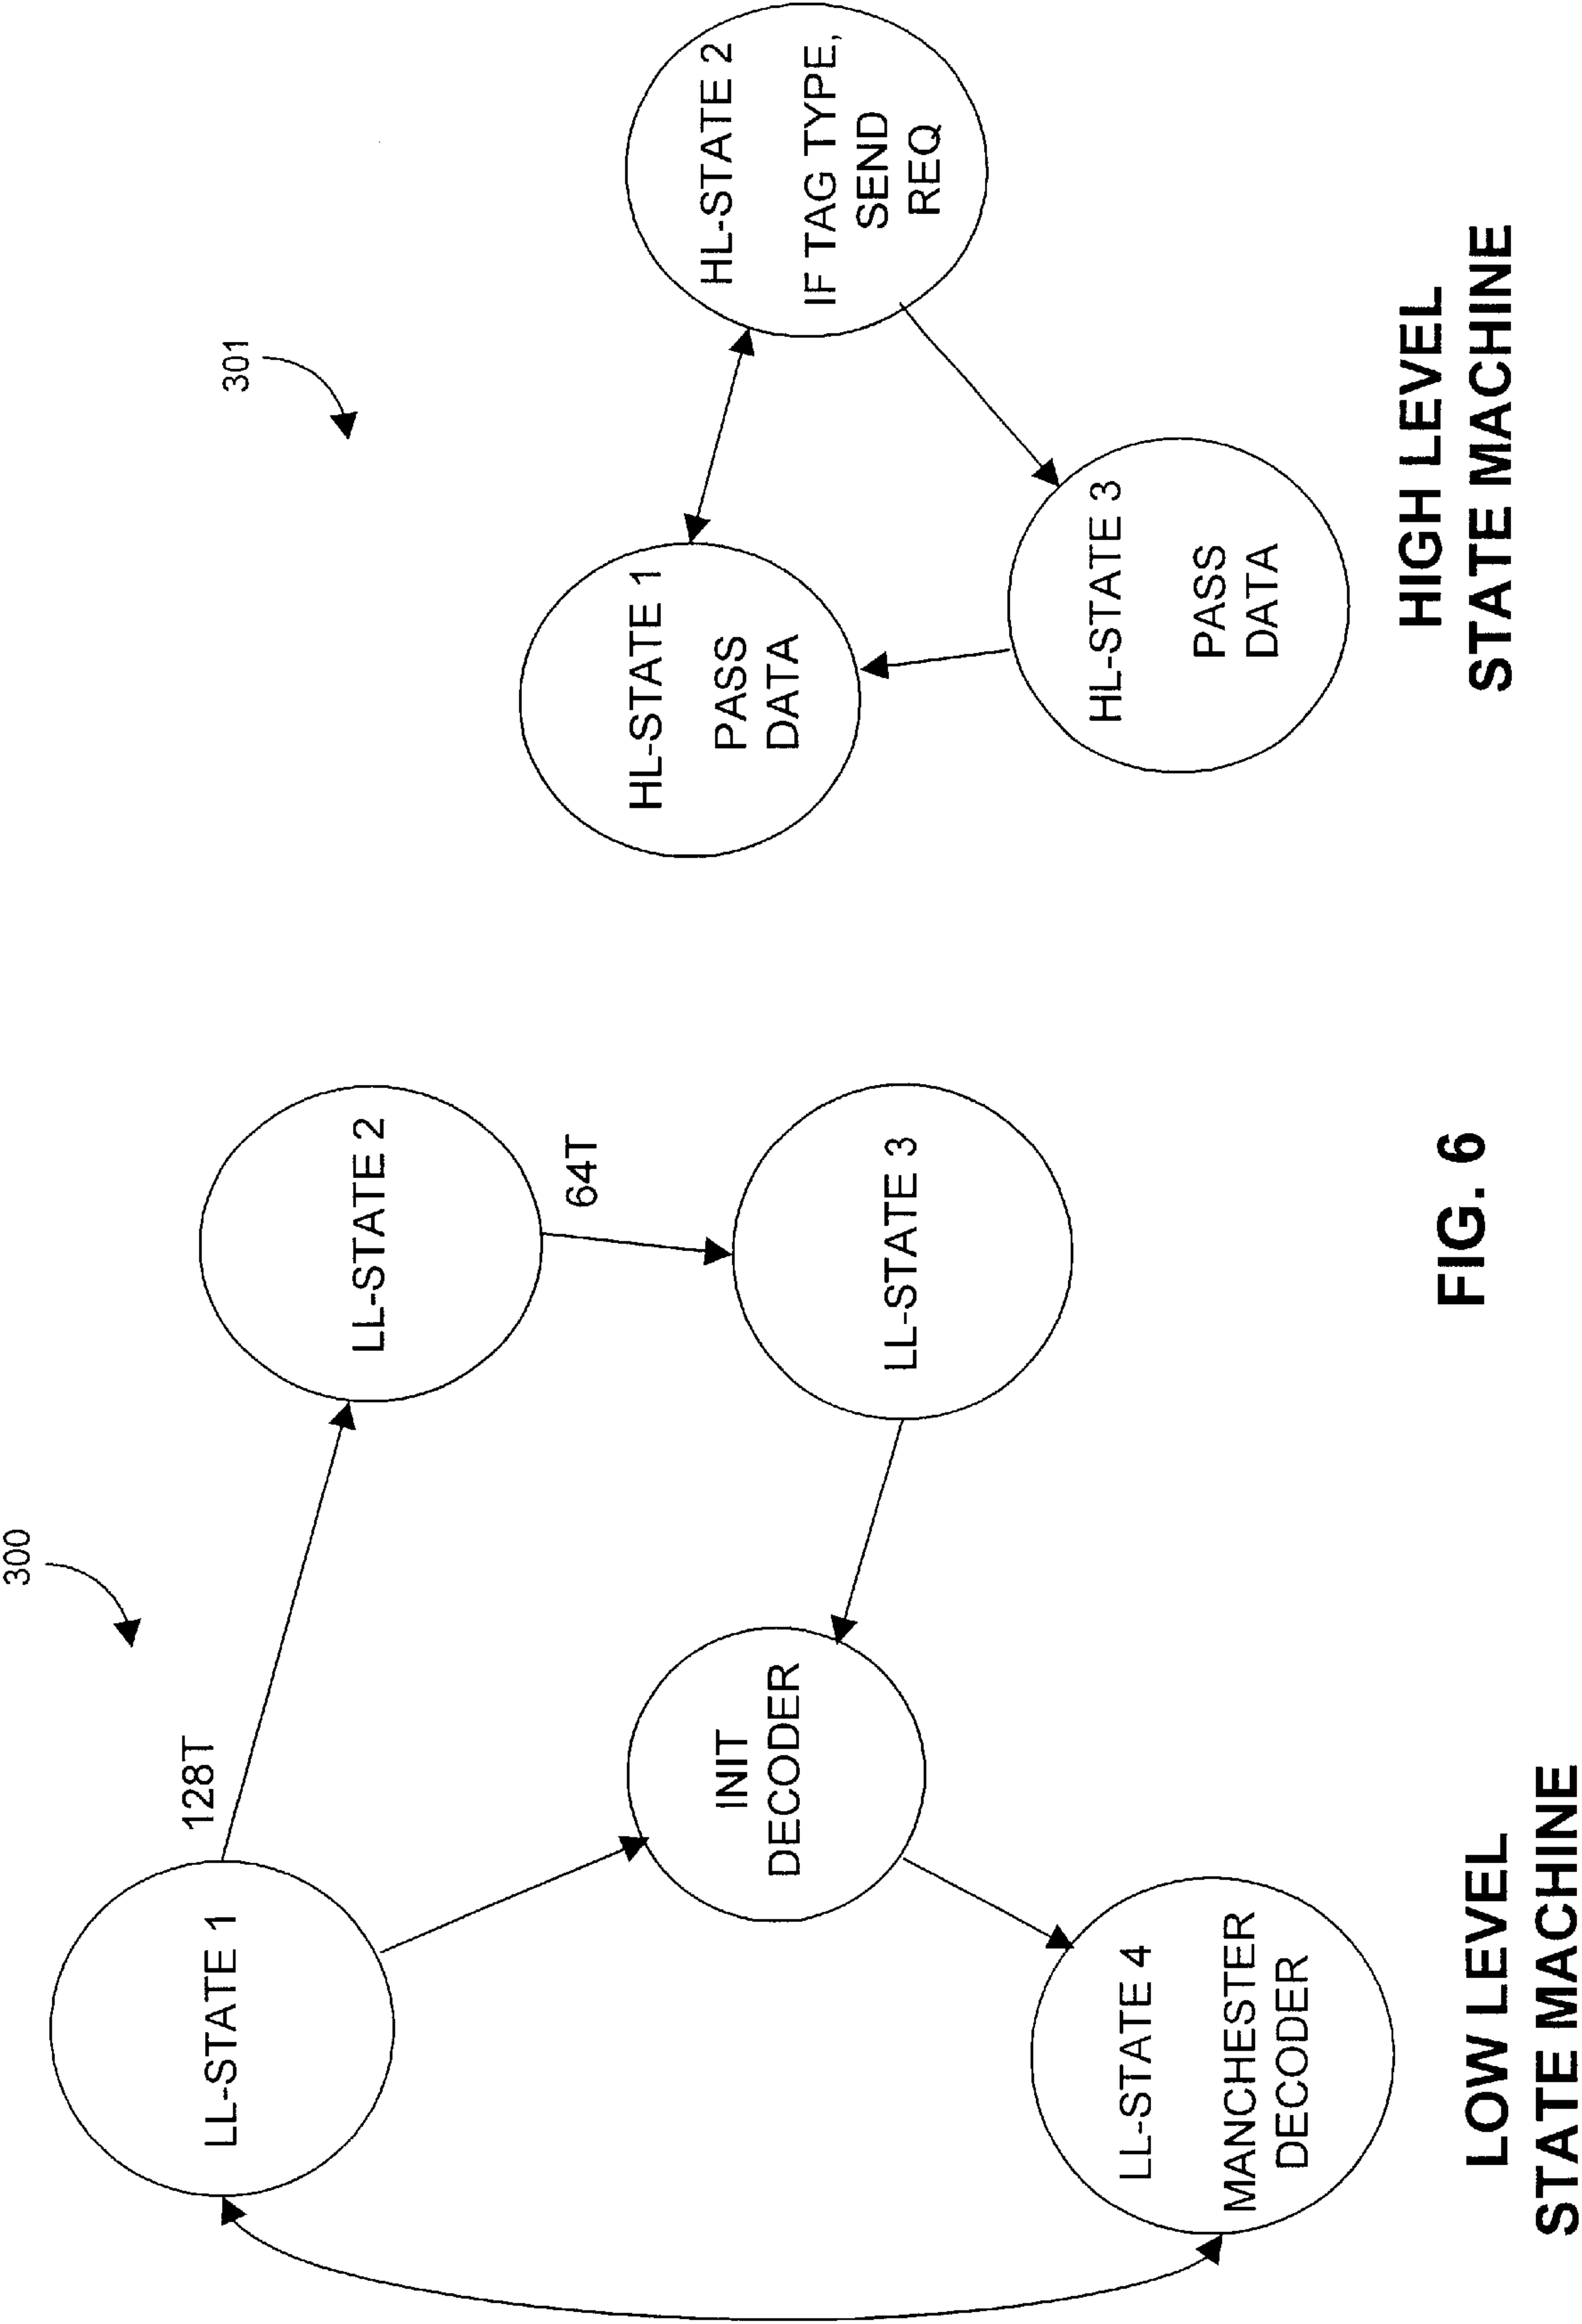 300
LL-STATE 1
128T
LL-STATE 2
64T
LL-STATE 3
INIT
DECODER
LL-STATE 4
MANCHESTER
DECODER
LOW LEVEL
STATE MACHINE
FIG. 6
301
HL-STATE 1
PASS
DATA
HL-STATE 2
IF TAG TYPE,
SEND
REQ
HL-STATE 3
PASS
DATA
HIGH LEVEL
STATE MACHINE